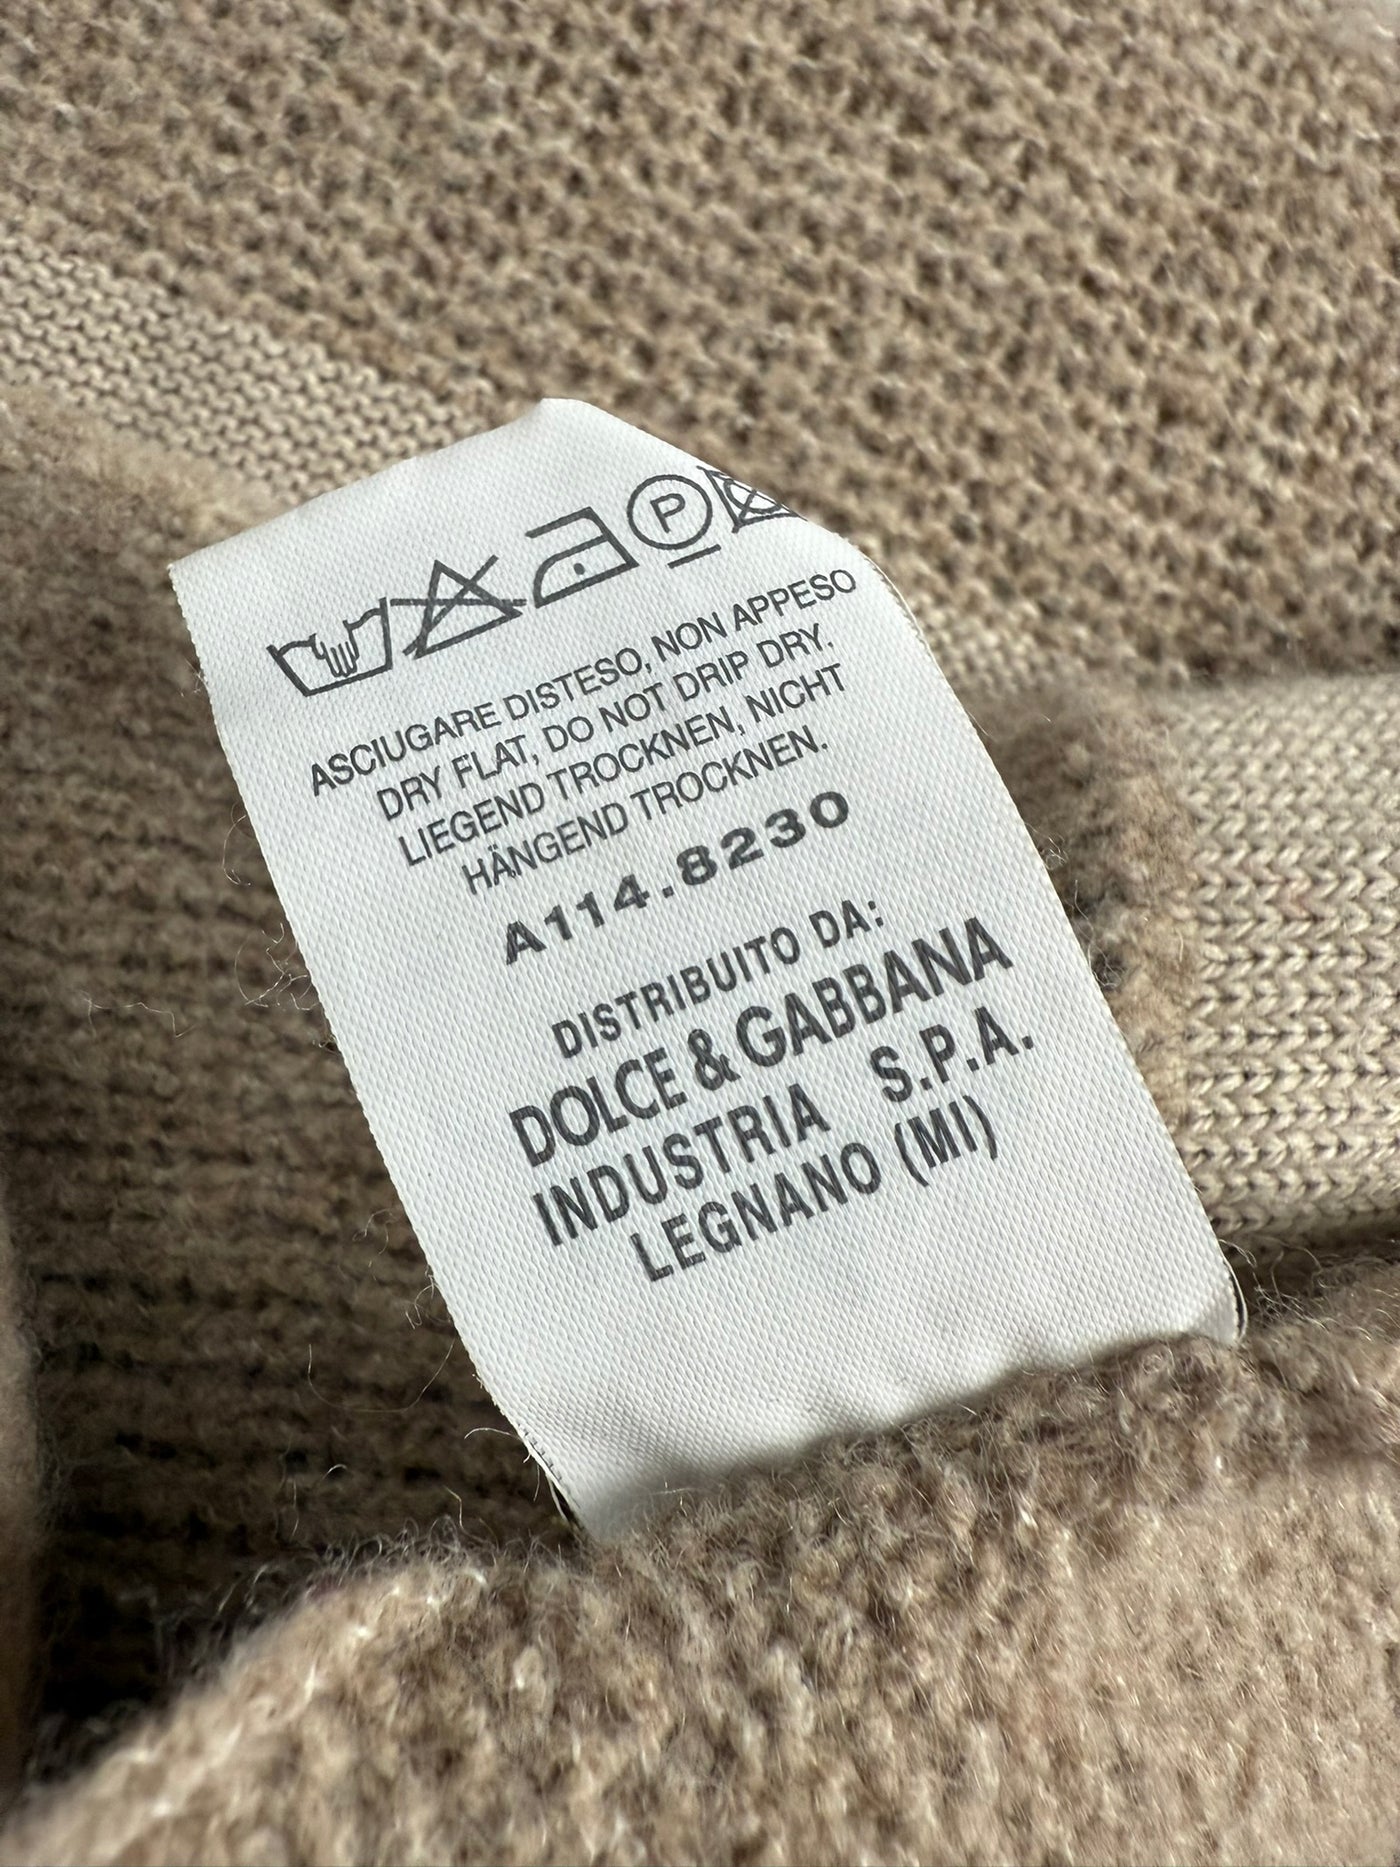 P
ASCIUGARE DISTESO, NON APPESO
DRY FLAT, DO NOT DRIP DRY.
LIEGEND TROCKNEN, NICHT
HÄNGEND TROCKNEN.
A114.8230
DISTRIBUITO DA:
DOLCE & GABBANA
INDUSTRIA S.P.A.
LEGNANO (MI)